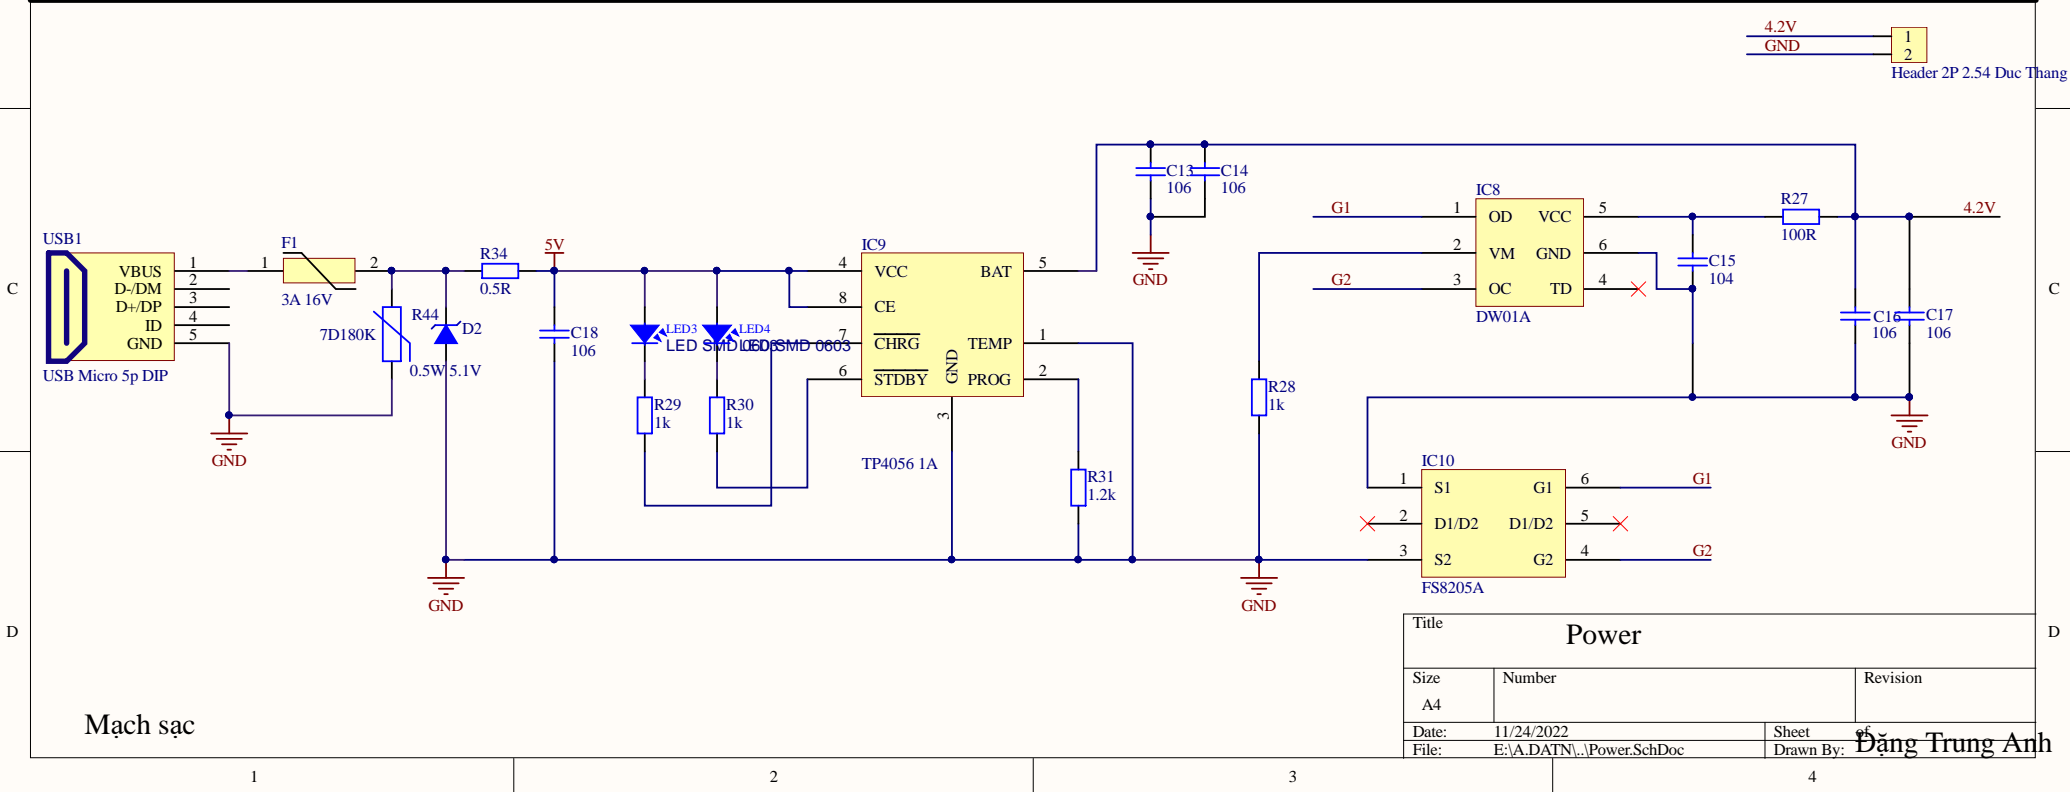 4.2V
GND
1
2
Header 2P 2.54 Duc Thang
USB1
VBUS 1
D-/DM 2
D+/DP 3
ID 4
GND 5
USB Micro 5p DIP
GND
F1
1 2
3A 16V
R44
7D180K
D2
0.5W 5.1V
GND
R34
0.5R
5V
C18
106
LED3
LED SMD 0603
LED4
LED SMD 0603
R29
1k
R30
1k
IC9
4 VCC BAT 5
8 CE
7 CHRG TEMP 1
6 STDBY PROG 2
GND
3
TP4056 1A
R31
1.2k
C13
106
C14
106
GND
R28
1k
GND
IC8
G1 1 OD VCC 5
2 VM GND 6
G2 3 OC TD 4
DW01A
R27
100R
4.2V
C15
104
C16
106
C17
106
GND
IC10
1 S1 G1 6 G1
2 D1/D2 D1/D2 5
3 S2 G2 4 G2
FS8205A
C
C
D
D
Mạch sạc
Title
Power
Size
A4
Number
Revision
Date: 11/24/2022
Sheet of
File: E:\A.DATN\..\Power.SchDoc
Drawn By: Đặng Trung Anh
1 2 3 4